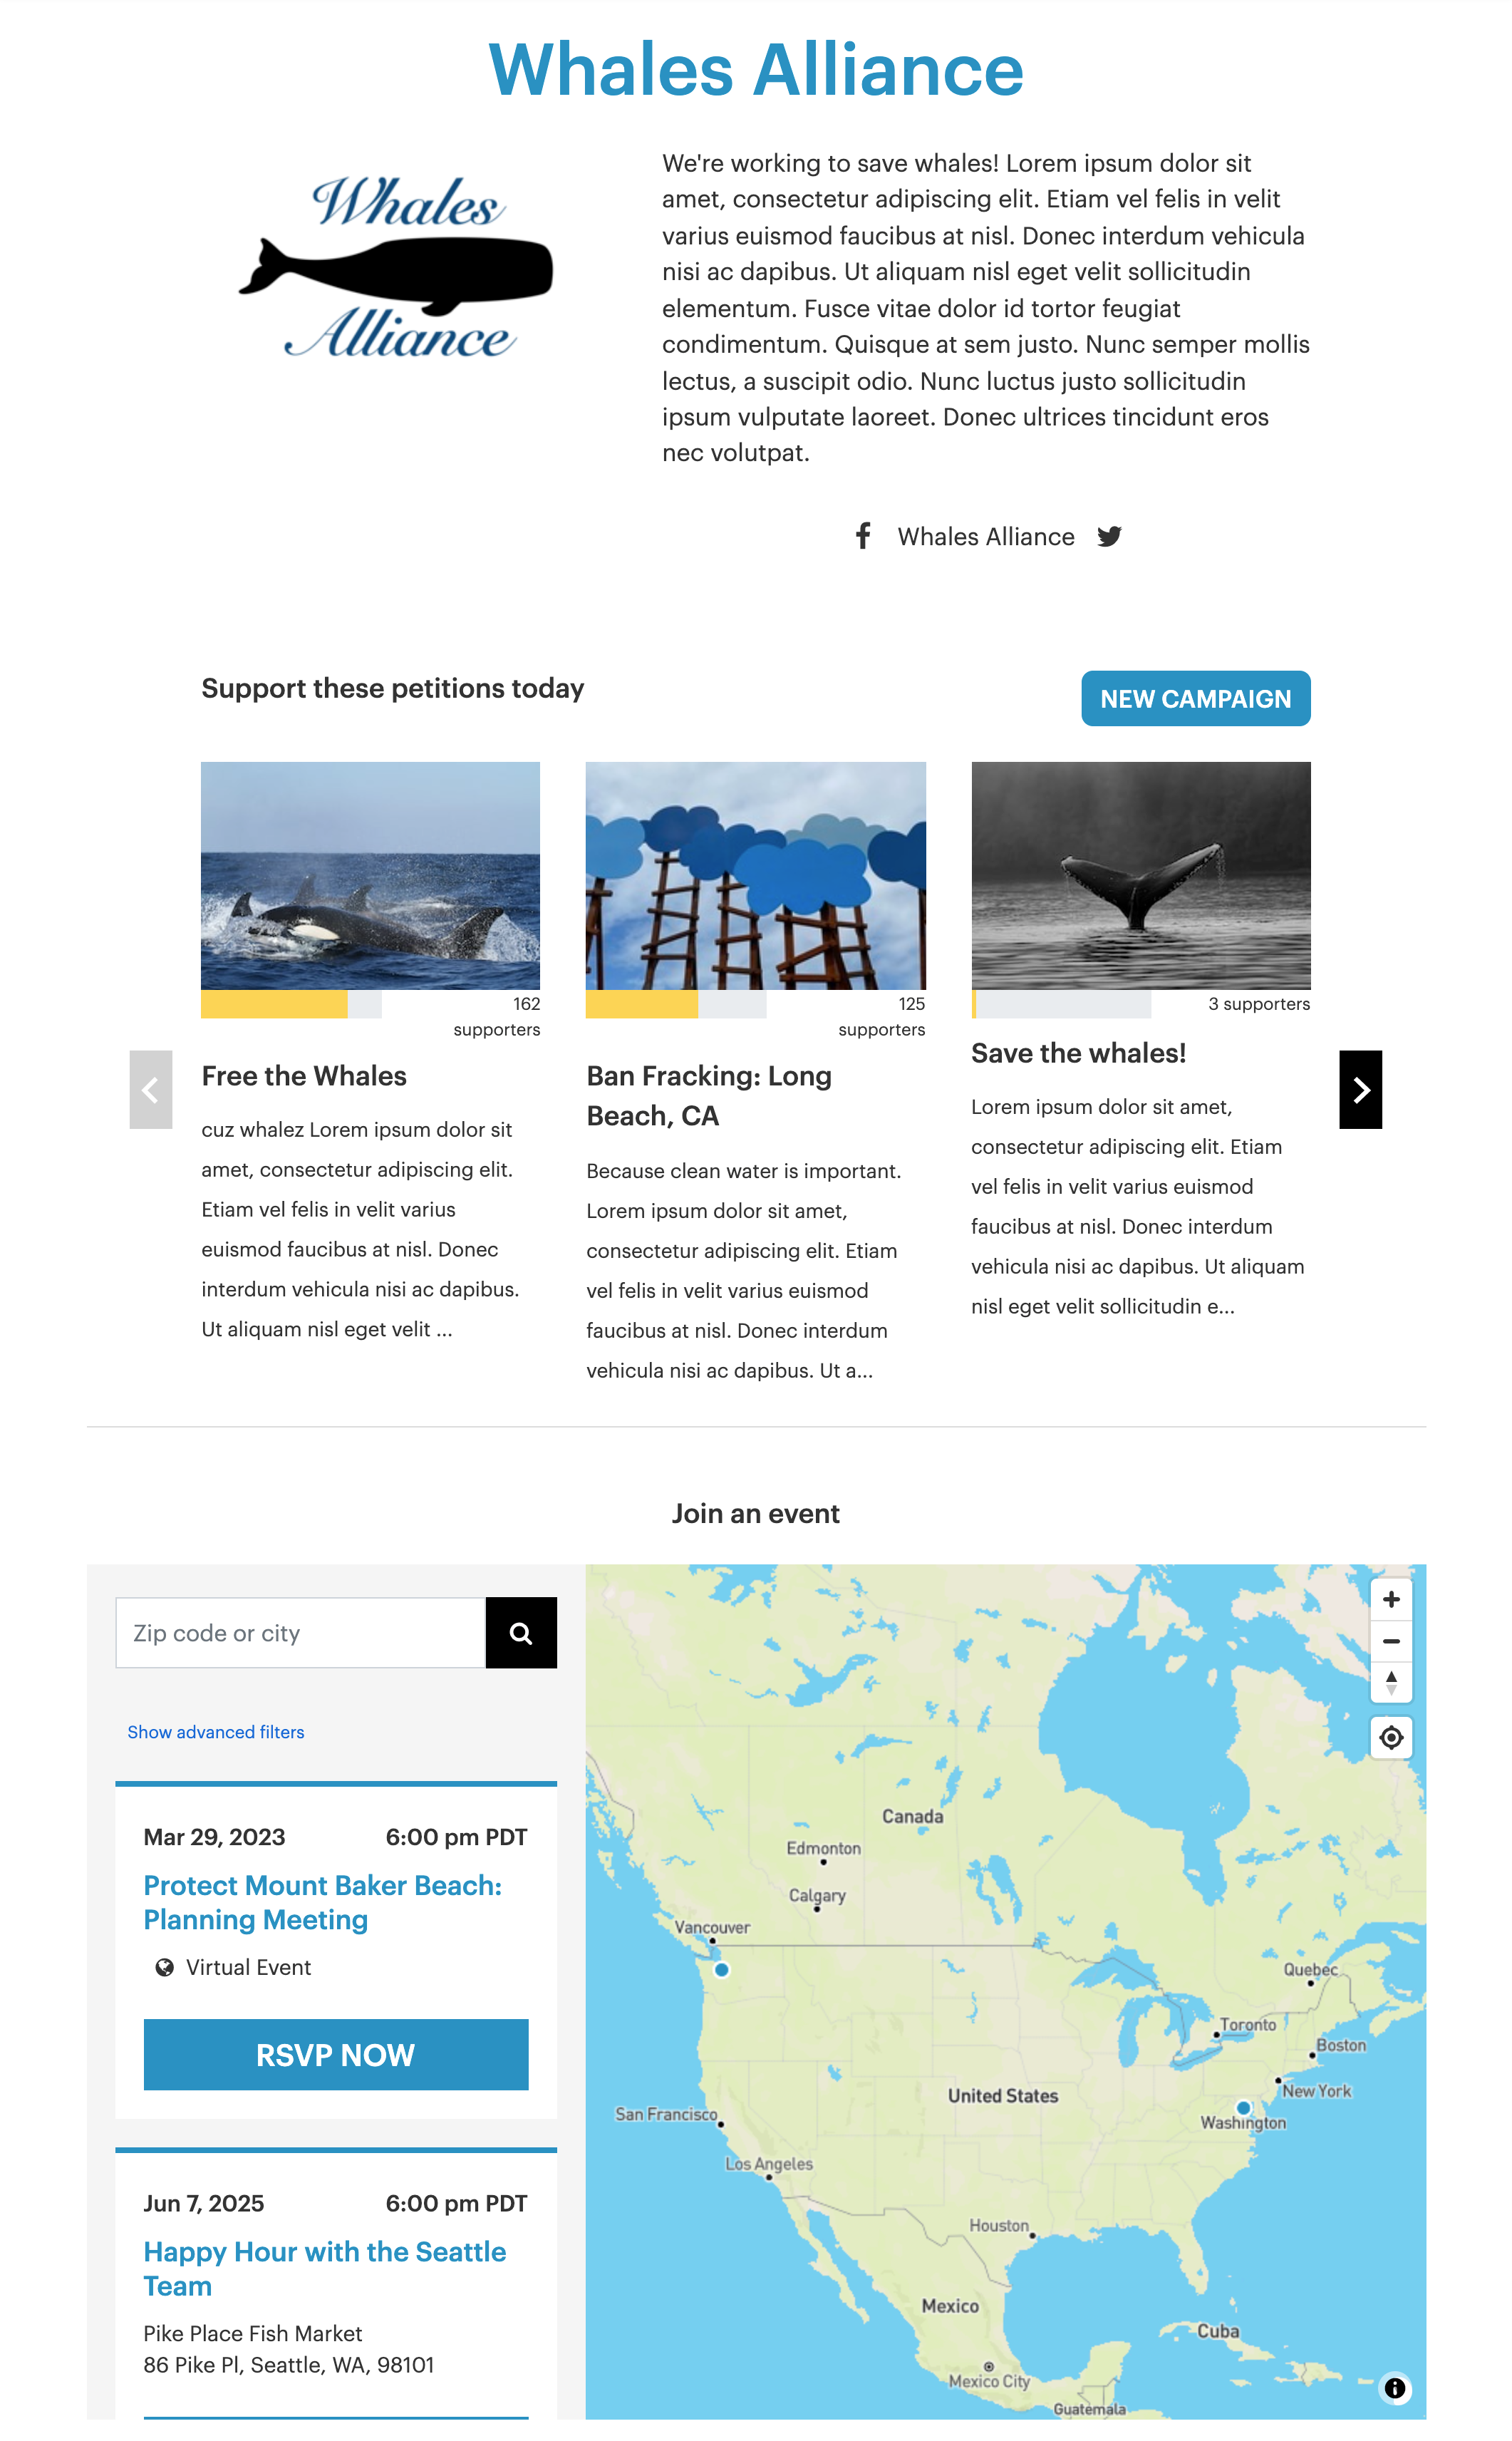 Whales Alliance
Whales
Alliance
We're working to save whales! Lorem ipsum dolor sit
amet, consectetur adipiscing elit. Etiam vel felis in velit
varius euismod faucibus at nisl. Donec interdum vehicula
nisi ac dapibus. Ut aliquam nisl eget velit sollicitudin
elementum. Fusce vitae dolor id tortor feugiat
condimentum. Quisque at sem justo. Nunc semper mollis
lectus, a suscipit odio. Nunc luctus justo sollicitudin
ipsum vulputate laoreet. Donec ultrices tincidunt eros
nec volutpat.
Whales Alliance
Support these petitions today
NEW CAMPAIGN
162
supporters
Free the Whales
cuz whalez Lorem ipsum dolor sit
amet, consectetur adipiscing elit.
Etiam vel felis in velit varius
euismod faucibus at nisl. Donec
interdum vehicula nisi ac dapibus.
Ut aliquam nisl eget velit ...
125
supporters
Ban Fracking: Long
Beach, CA
Because clean water is important.
Lorem ipsum dolor sit amet,
consectetur adipiscing elit. Etiam
vel felis in velit varius euismod
faucibus at nisl. Donec interdum
vehicula nisi ac dapibus. Ut a...
3 supporters
Save the whales!
Lorem ipsum dolor sit amet,
consectetur adipiscing elit. Etiam
vel felis in velit varius euismod
faucibus at nisl. Donec interdum
vehicula nisi ac dapibus. Ut aliquam
nisl eget velit sollicitudin e...
Join an event
Zip code or city
Show advanced filters
Mar 29, 2023 6:00 pm PDT
Protect Mount Baker Beach:
Planning Meeting
Virtual Event
RSVP NOW
Jun 7, 2025 6:00 pm PDT
Happy Hour with the Seattle
Team
Pike Place Fish Market
86 Pike Pl, Seattle, WA, 98101
Canada
Edmonton
Calgary
Vancouver
Quebec
Toronto
Boston
New York
United States
San Francisco
Washington
Los Angeles
Houston
Mexico
Cuba
Mexico City
Guatemala